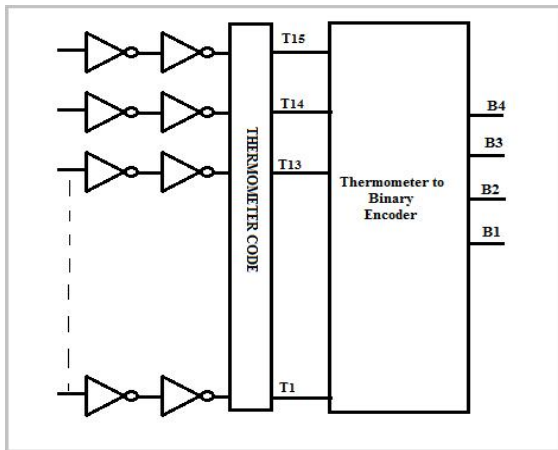 T15
T14
T13
T1
THERMOMETER CODE
Thermometer to
Binary
Encoder
B4
B3
B2
B1